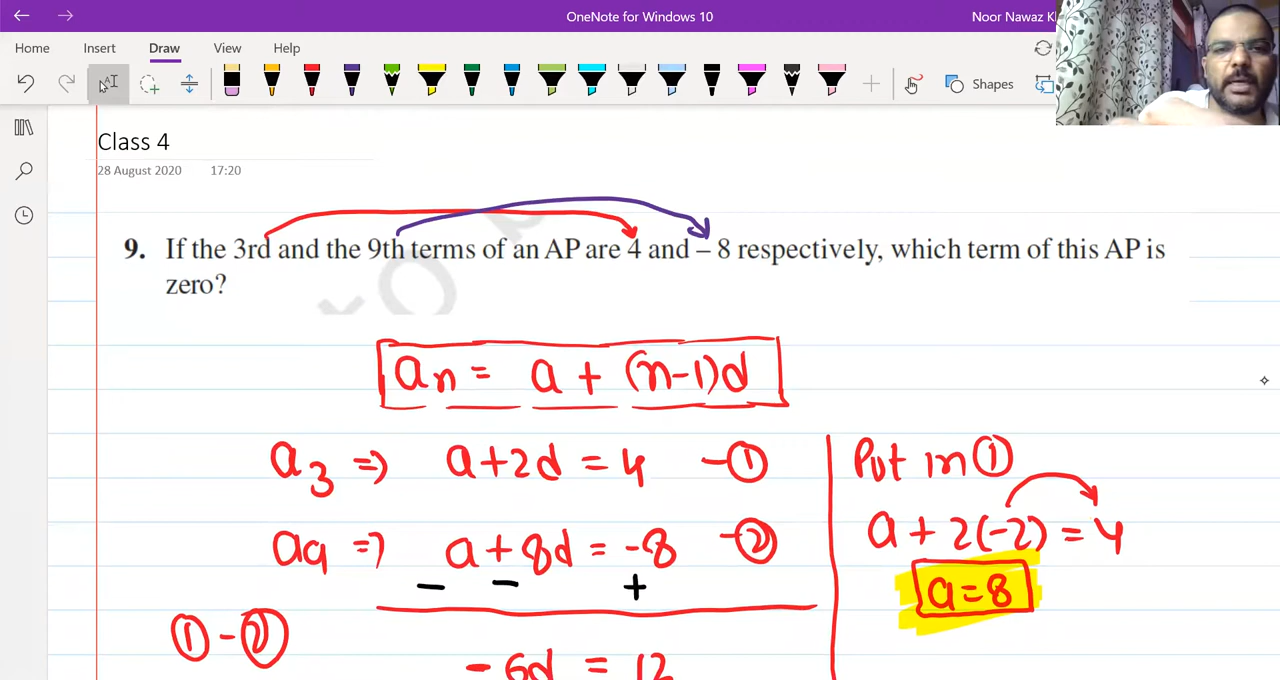 OneNote for Windows 10
Noor Nawaz
Home Insert Draw View Help
Shapes
Class 4
28 August 2020 17:20
9. If the 3rd and the 9th terms of an AP are 4 and – 8 respectively, which term of this AP is
zero?
an = a + (n-1)d
a3 => a+2d = 4 -①
a9 => a+8d = -8 -②
- - +
①-②
-6d = 12
Put in ①
a + 2(-2) = 4
a=8